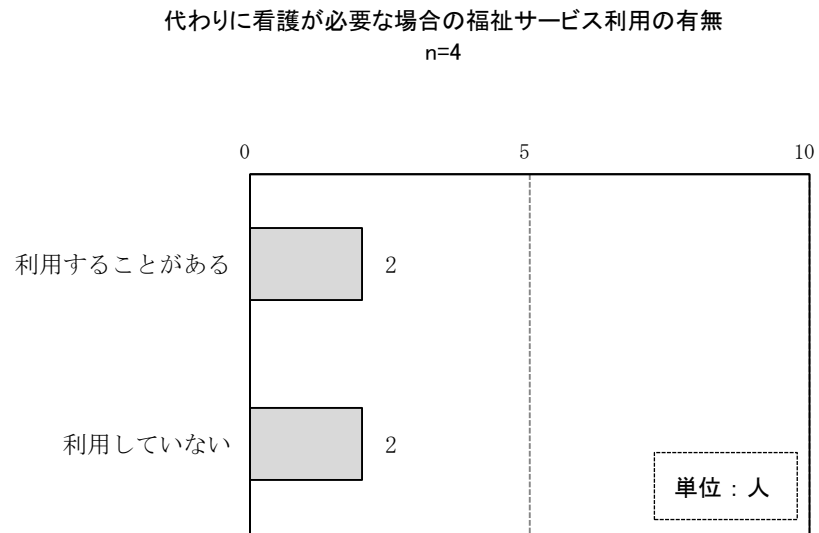 代わりに看護が必要な場合の福祉サービス利用の有無
n=4
0 5 10
利用することがある 2
利用していない 2
単位：人